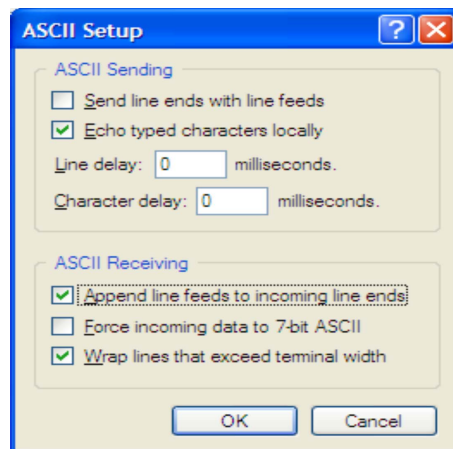 ASCII Setup
ASCII Sending
Send line ends with line feeds
Echo typed characters locally
Line delay: 0 milliseconds.
Character delay: 0 milliseconds.
ASCII Receiving
Append line feeds to incoming line ends
Force incoming data to 7-bit ASCII
Wrap lines that exceed terminal width
OK Cancel